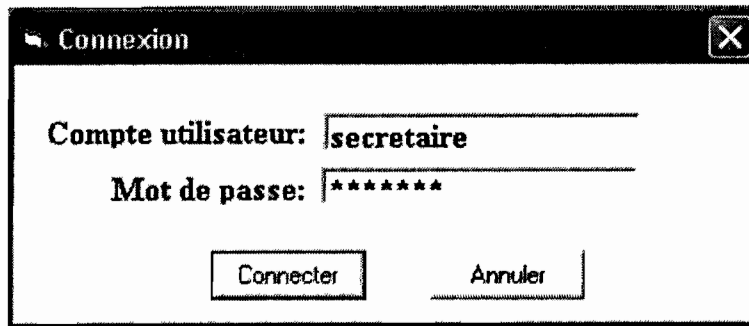 Connexion
Compte utilisateur: secretaire
Mot de passe: *******
Connecter Annuler